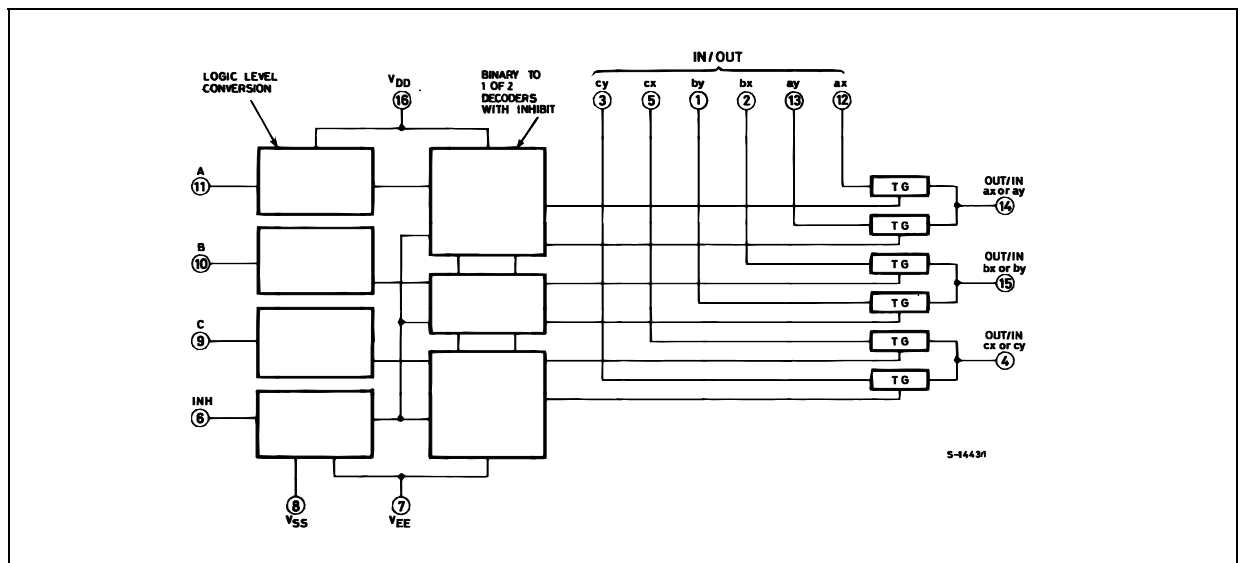 IN/OUT
LOGIC LEVEL
CONVERSION
VDD
16
BINARY TO
1 OF 2
DECODERS
WITH INHIBIT
cy cx by bx ay ax
3 5 1 2 13 12
A
11
TG
OUT/IN
ax or ay
14
TG
B
10
TG
OUT/IN
bx or by
15
TG
C
9
TG
OUT/IN
cx or cy
4
TG
INH
6
S-1443/1
8
VSS
7
VEE